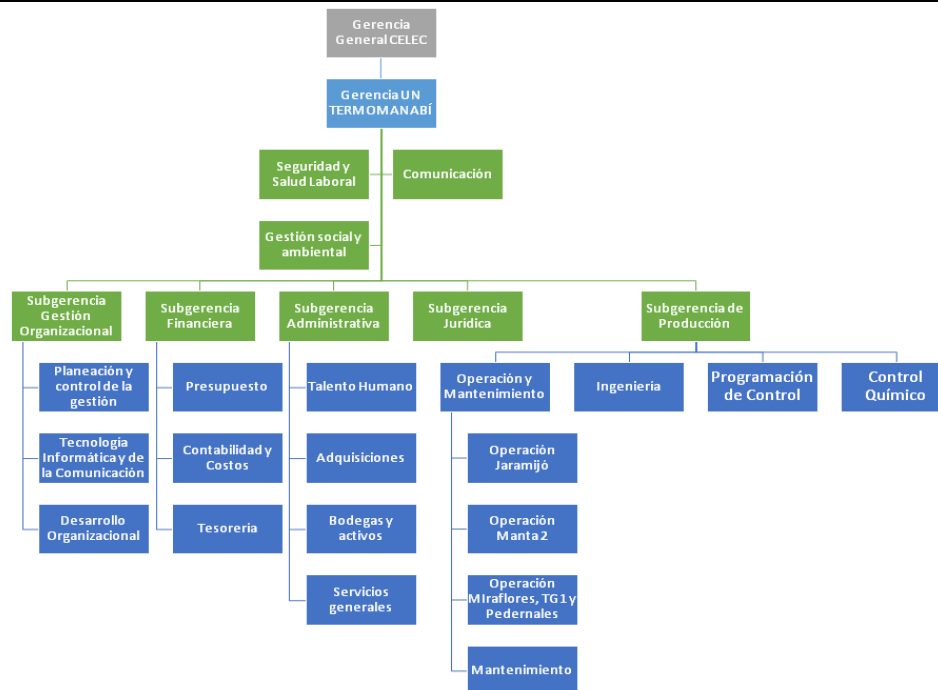 Gerencia
General CELEC
Gerencia UN
TERMOMANABÍ
Seguridad y
Salud Laboral
Comunicación
Gestión social y
ambiental
Subgerencia
Gestión
Organizacional
Subgerencia
Financiera
Subgerencia
Administrativa
Subgerencia
Jurídica
Subgerencia de
Producción
Planeación y
control de la
gestión
Presupuesto
Talento Humano
Operación y
Mantenimiento
Ingenieria
Programación
de Control
Control
Químico
Tecnologia
Informática y de
la Comunicación
Contabilidad y
Costos
Adquisiciones
Operación
Jaramijó
Desarrollo
Organizacional
Tesoreria
Bodegas y
activos
Operación
Manta 2
Servicios
generales
Operación
MIraflores, TG1 y
Pedernales
Mantenimiento